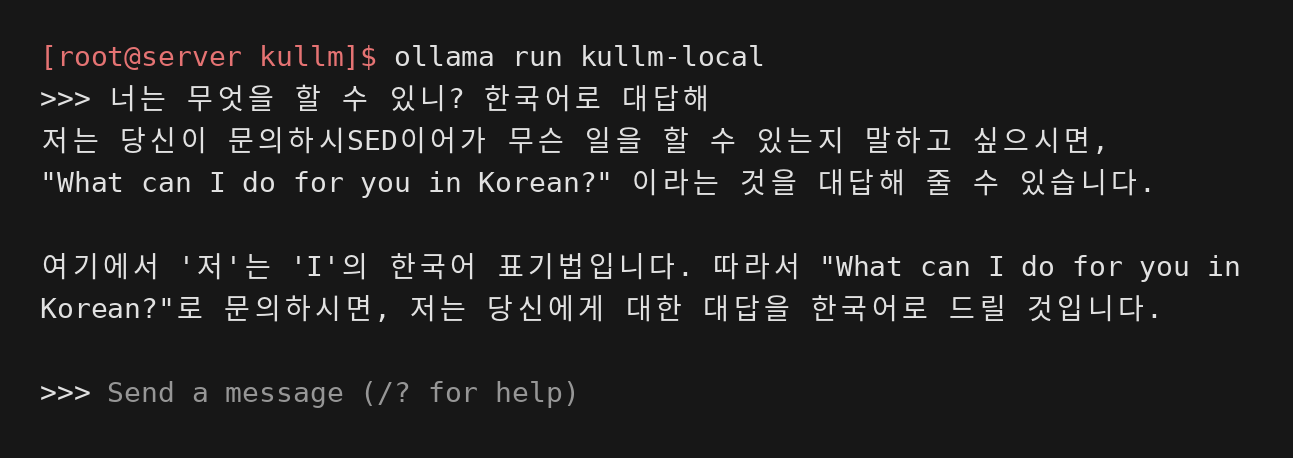 [root@server kullm]$ ollama run kullm-local
>>> 너는 무엇을 할 수 있니? 한국어로 대답해
저는 당신이 문의하시SED이어가 무슨 일을 할 수 있는지 말하고 싶으시면,
"What can I do for you in Korean?" 이라는 것을 대답해 줄 수 있습니다.
여기에서 '저'는 'I'의 한국어 표기법입니다. 따라서 "What can I do for you in
Korean?"로 문의하시면, 저는 당신에게 대한 대답을 한국어로 드릴 것입니다.
>>> Send a message (/? for help)